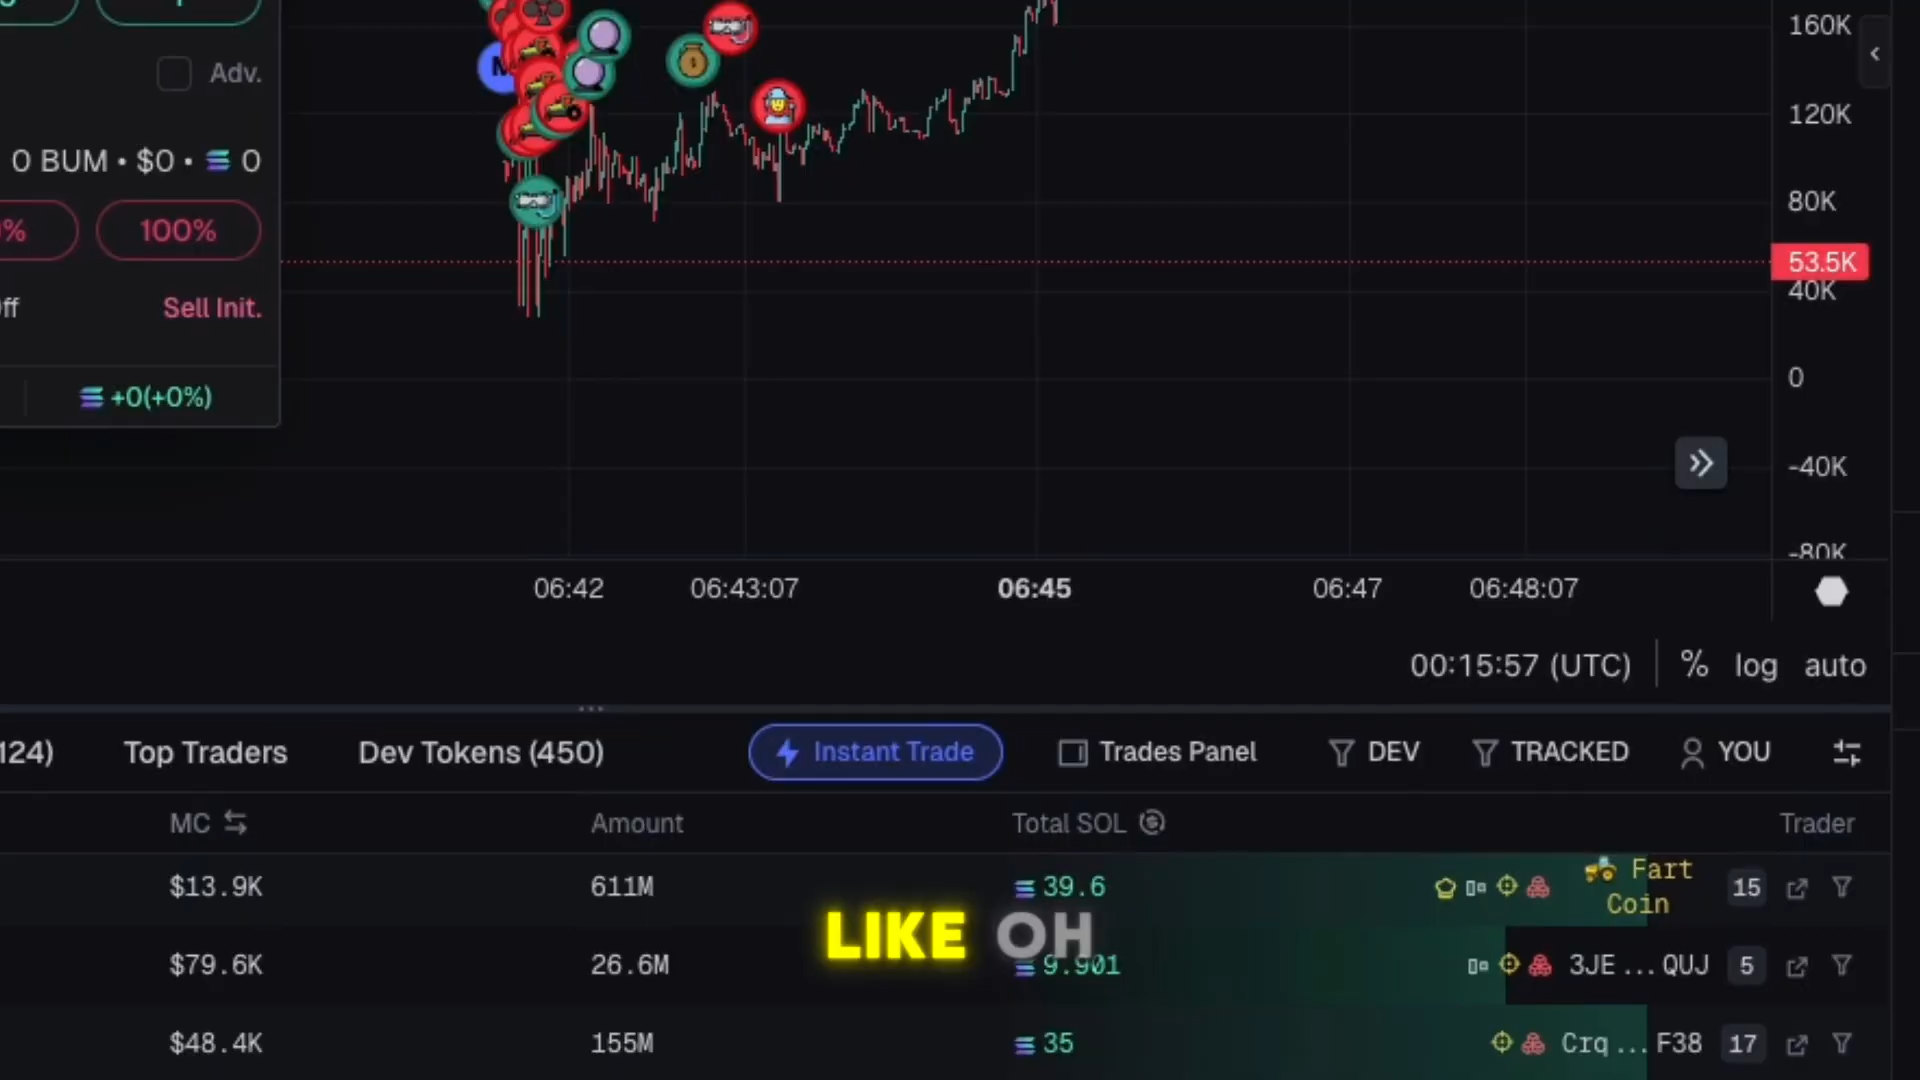 Adv.
0 BUM • $0 • 0
%
100%
ff
Sell Init.
+0(+0%)
160K
120K
80K
53.5K
40K
0
-40K
-80K
06:42
06:43:07
06:45
06:47
06:48:07
00:15:57 (UTC)
%
log
auto
124)
Top Traders
Dev Tokens (450)
Instant Trade
Trades Panel
DEV
TRACKED
YOU
MC
Amount
Total SOL
Trader
$13.9K
611M
39.6
Fart
Coin
15
LIKE OH
$79.6K
26.6M
9.901
3JE...QUJ
5
$48.4K
155M
35
Crq...F38
17